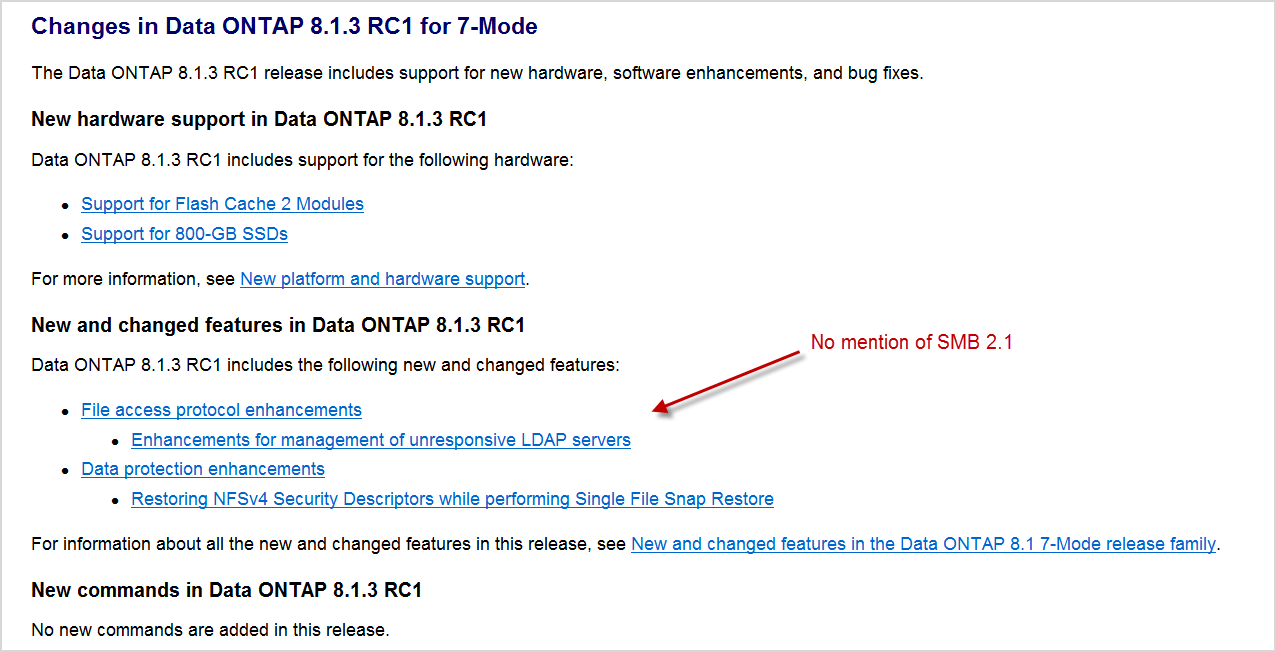 Changes in Data ONTAP 8.1.3 RC1 for 7-Mode
The Data ONTAP 8.1.3 RC1 release includes support for new hardware, software enhancements, and bug fixes.
New hardware support in Data ONTAP 8.1.3 RC1
Data ONTAP 8.1.3 RC1 includes support for the following hardware:
Support for Flash Cache 2 Modules
Support for 800-GB SSDs
For more information, see New platform and hardware support.
New and changed features in Data ONTAP 8.1.3 RC1
No mention of SMB 2.1
Data ONTAP 8.1.3 RC1 includes the following new and changed features:
File access protocol enhancements
Enhancements for management of unresponsive LDAP servers
Data protection enhancements
Restoring NFSv4 Security Descriptors while performing Single File Snap Restore
For information about all the new and changed features in this release, see New and changed features in the Data ONTAP 8.1 7-Mode release family.
New commands in Data ONTAP 8.1.3 RC1
No new commands are added in this release.